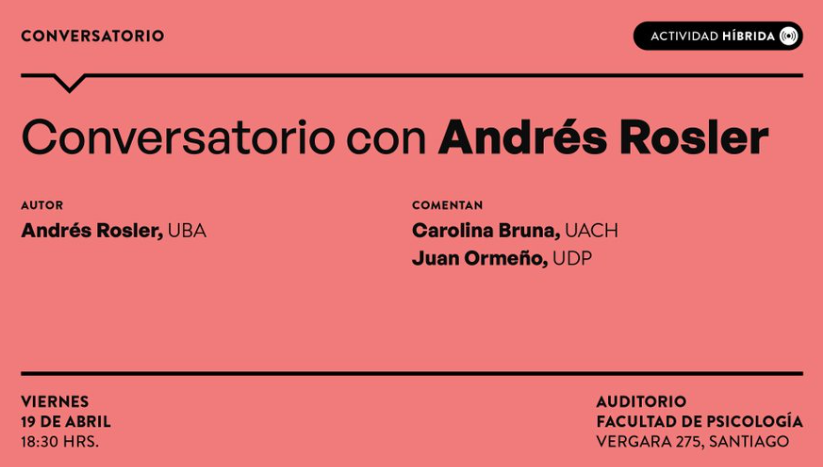 CONVERSATORIO
ACTIVIDAD HÍBRIDA
Conversatorio con Andrés Rosler
AUTOR
Andrés Rosler, UBA
COMENTAN
Carolina Bruna, UACH
Juan Ormeño, UDP
VIERNES
19 DE ABRIL
18:30 HRS.
AUDITORIO
FACULTAD DE PSICOLOGÍA
VERGARA 275, SANTIAGO